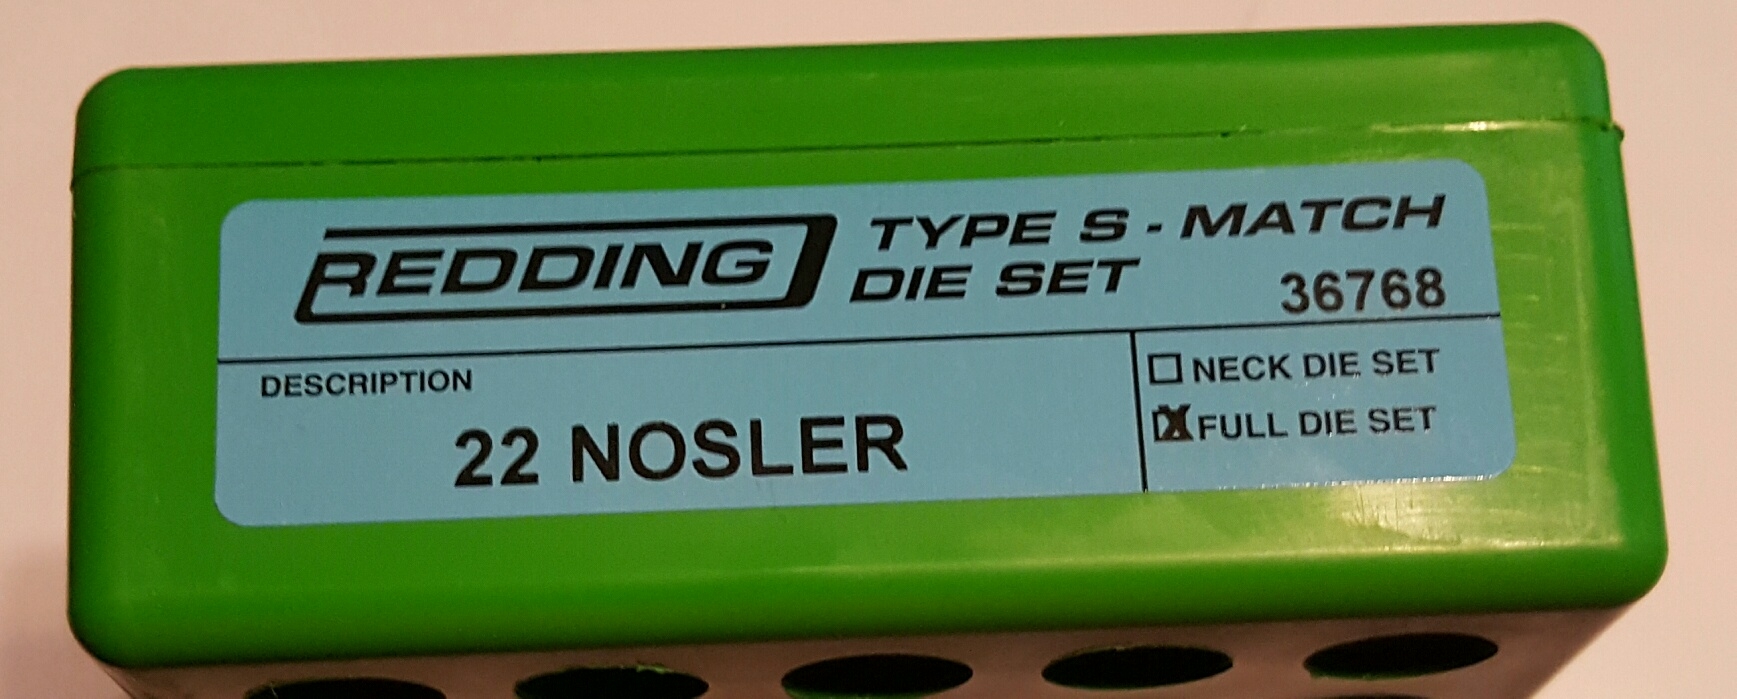 REDDING
TYPE S - MATCH
DIE SET
36768
DESCRIPTION
22 NOSLER
NECK DIE SET
FULL DIE SET